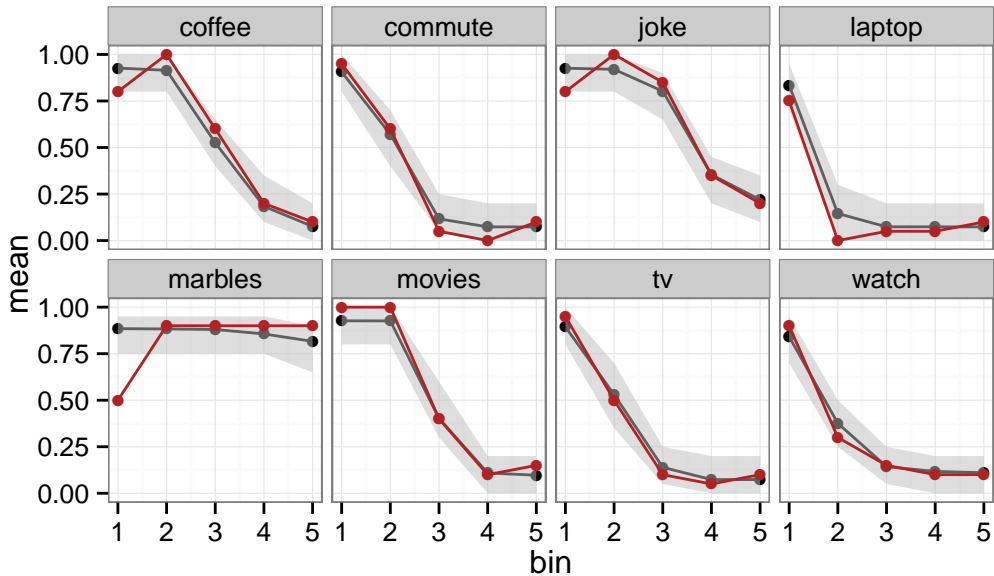 coffee commute joke laptop
1.00
0.75
0.50
0.25
0.00
mean
marbles movies tv watch
1.00
0.75
0.50
0.25
0.00
1 2 3 4 5 1 2 3 4 5 1 2 3 4 5 1 2 3 4 5
bin